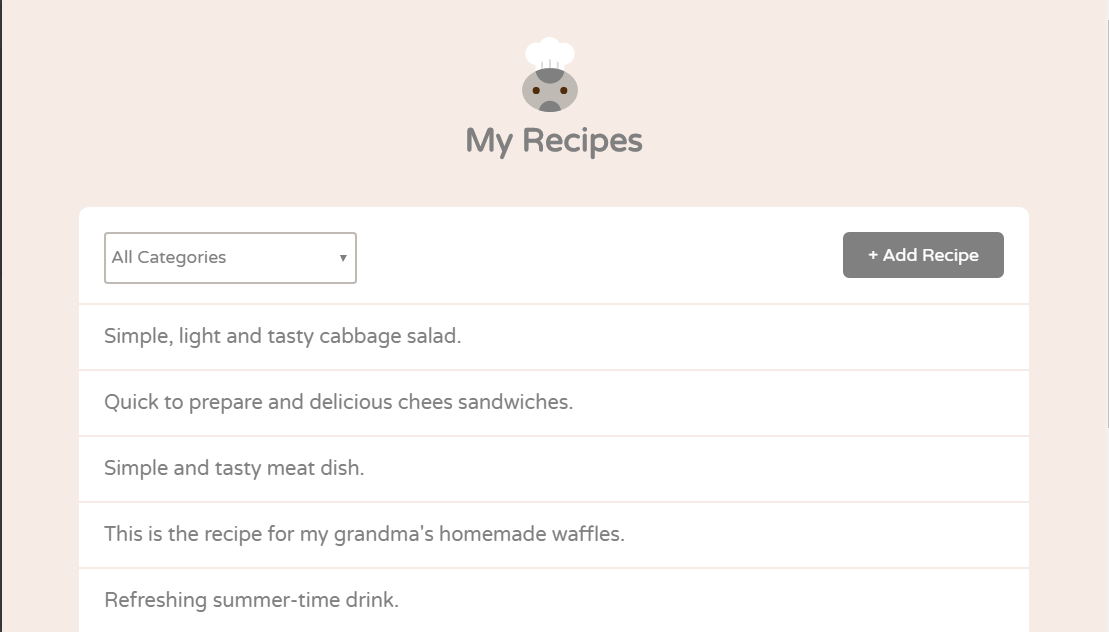 My Recipes
All Categories
+ Add Recipe
Simple, light and tasty cabbage salad.
Quick to prepare and delicious chees sandwiches.
Simple and tasty meat dish.
This is the recipe for my grandma's homemade waffles.
Refreshing summer-time drink.